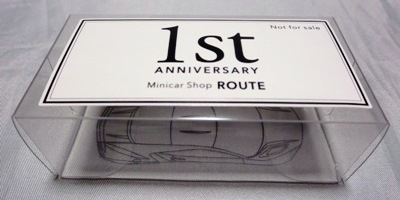 Not for sale
1st
ANNIVERSARY
Minicar Shop ROUTE